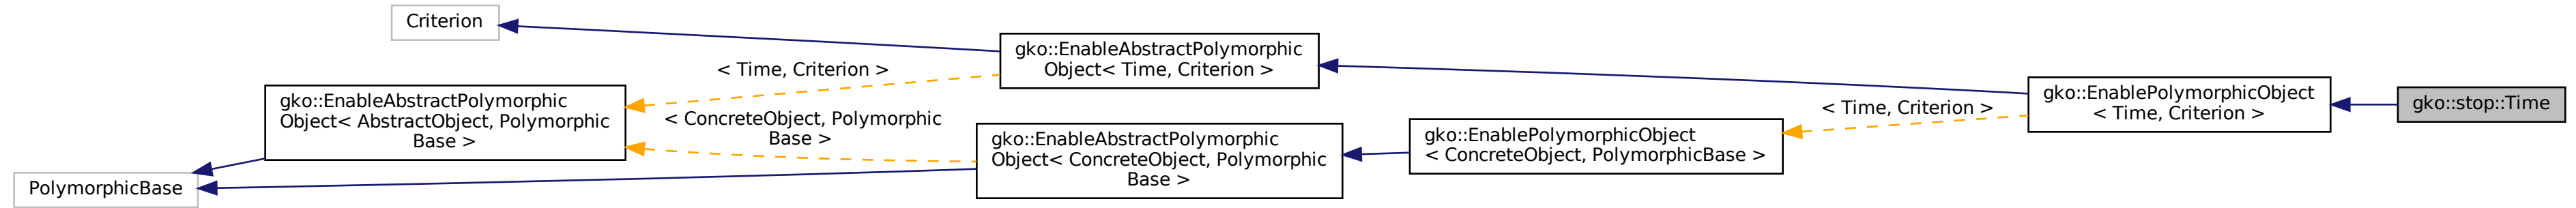 Criterion
gko::EnableAbstractPolymorphic
Object< Time, Criterion >
< Time, Criterion >
gko::EnablePolymorphicObject
< Time, Criterion >
gko::stop::Time
gko::EnableAbstractPolymorphic
Object< AbstractObject, Polymorphic
Base >
< ConcreteObject, Polymorphic
Base >
< Time, Criterion >
gko::EnableAbstractPolymorphic
Object< ConcreteObject, Polymorphic
Base >
gko::EnablePolymorphicObject
< ConcreteObject, PolymorphicBase >
PolymorphicBase